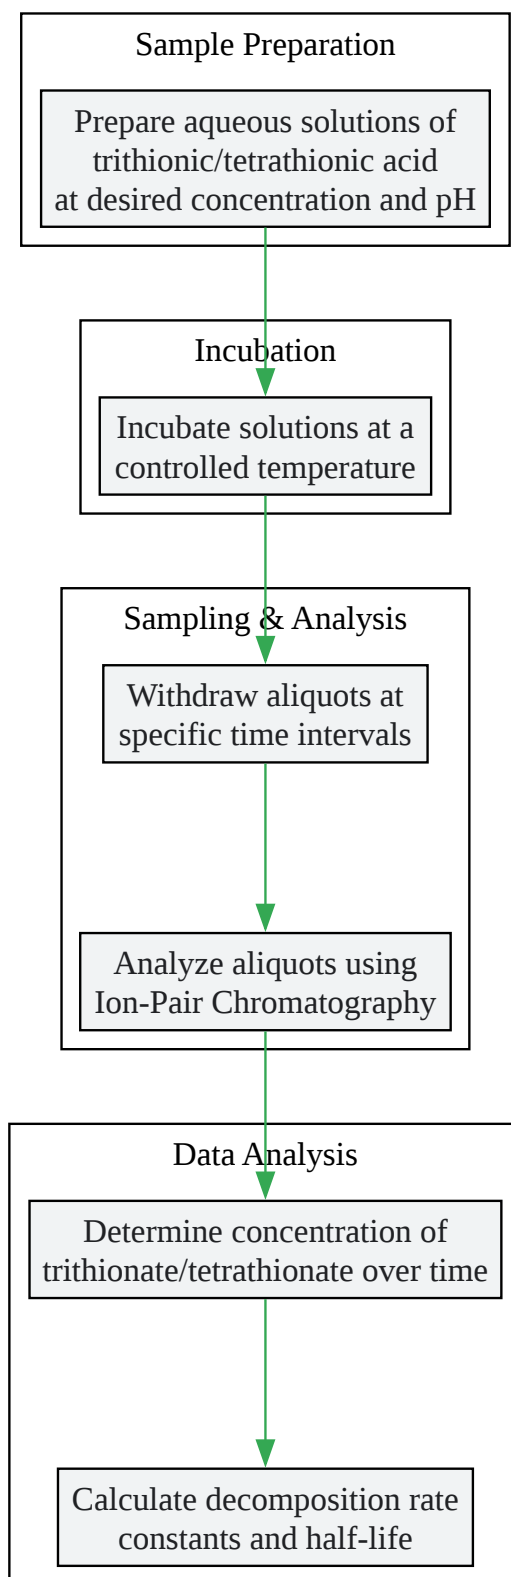 Sample Preparation
Prepare aqueous solutions of
trithionic/tetrathionic acid
at desired concentration and pH
Incubation
Incubate solutions at a
controlled temperature
Sampling & Analysis
Withdraw aliquots at
specific time intervals
Analyze aliquots using
Ion-Pair Chromatography
Data Analysis
Determine concentration of
trithionate/tetrathionate over time
Calculate decomposition rate
constants and half-life